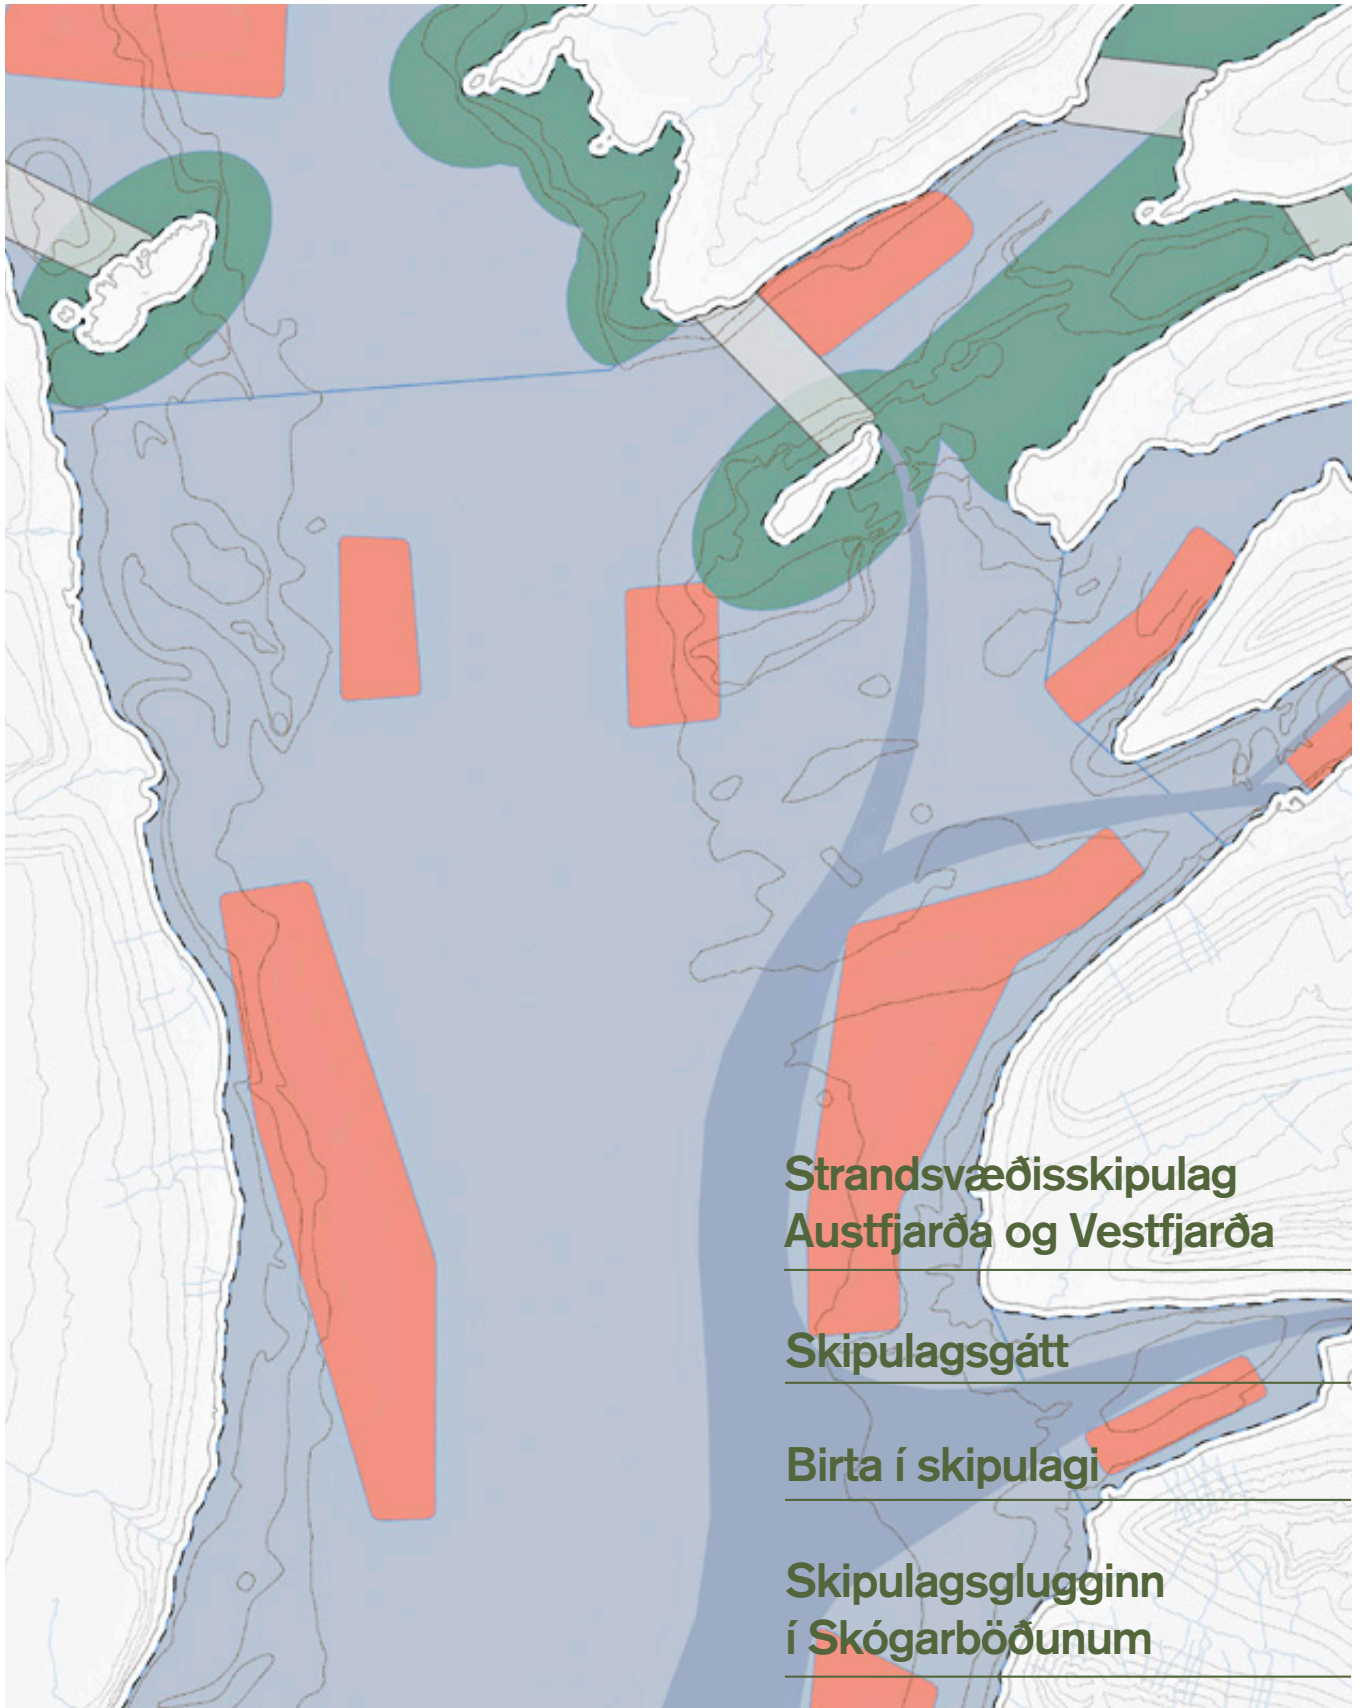 Strandsvæðisskipulag
Austfjarða og Vestfjarða
Skipulagsgátt
Birta í skipulagi
Skipulagsglugginn
í Skógarböðunum